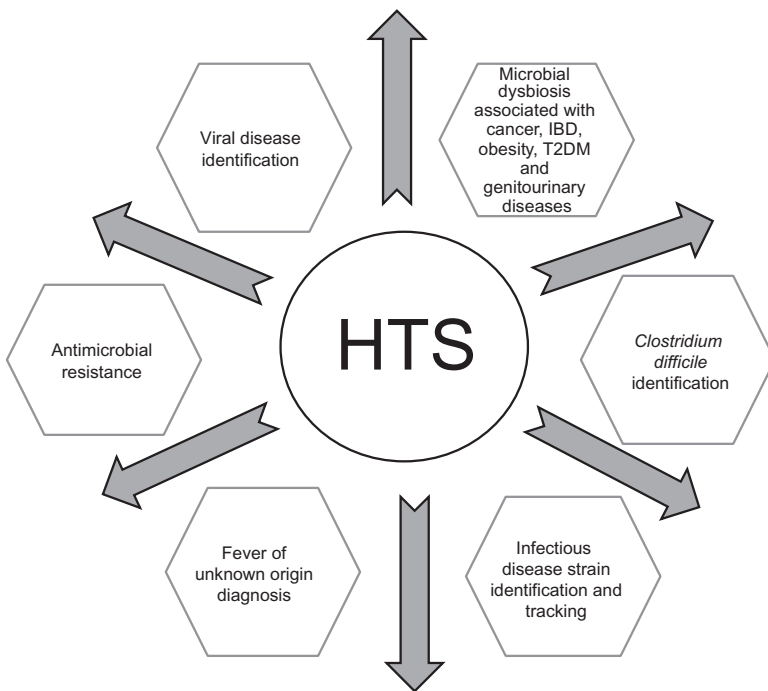 Microbial
dysbiosis
associated with
cancer, IBD,
obesity, T2DM
and
genitourinary
diseases
Viral disease
identification
HTS
Clostridium
difficile
identification
Antimicrobial
resistance
Infectious
disease strain
identification and
tracking
Fever of
unknown origin
diagnosis